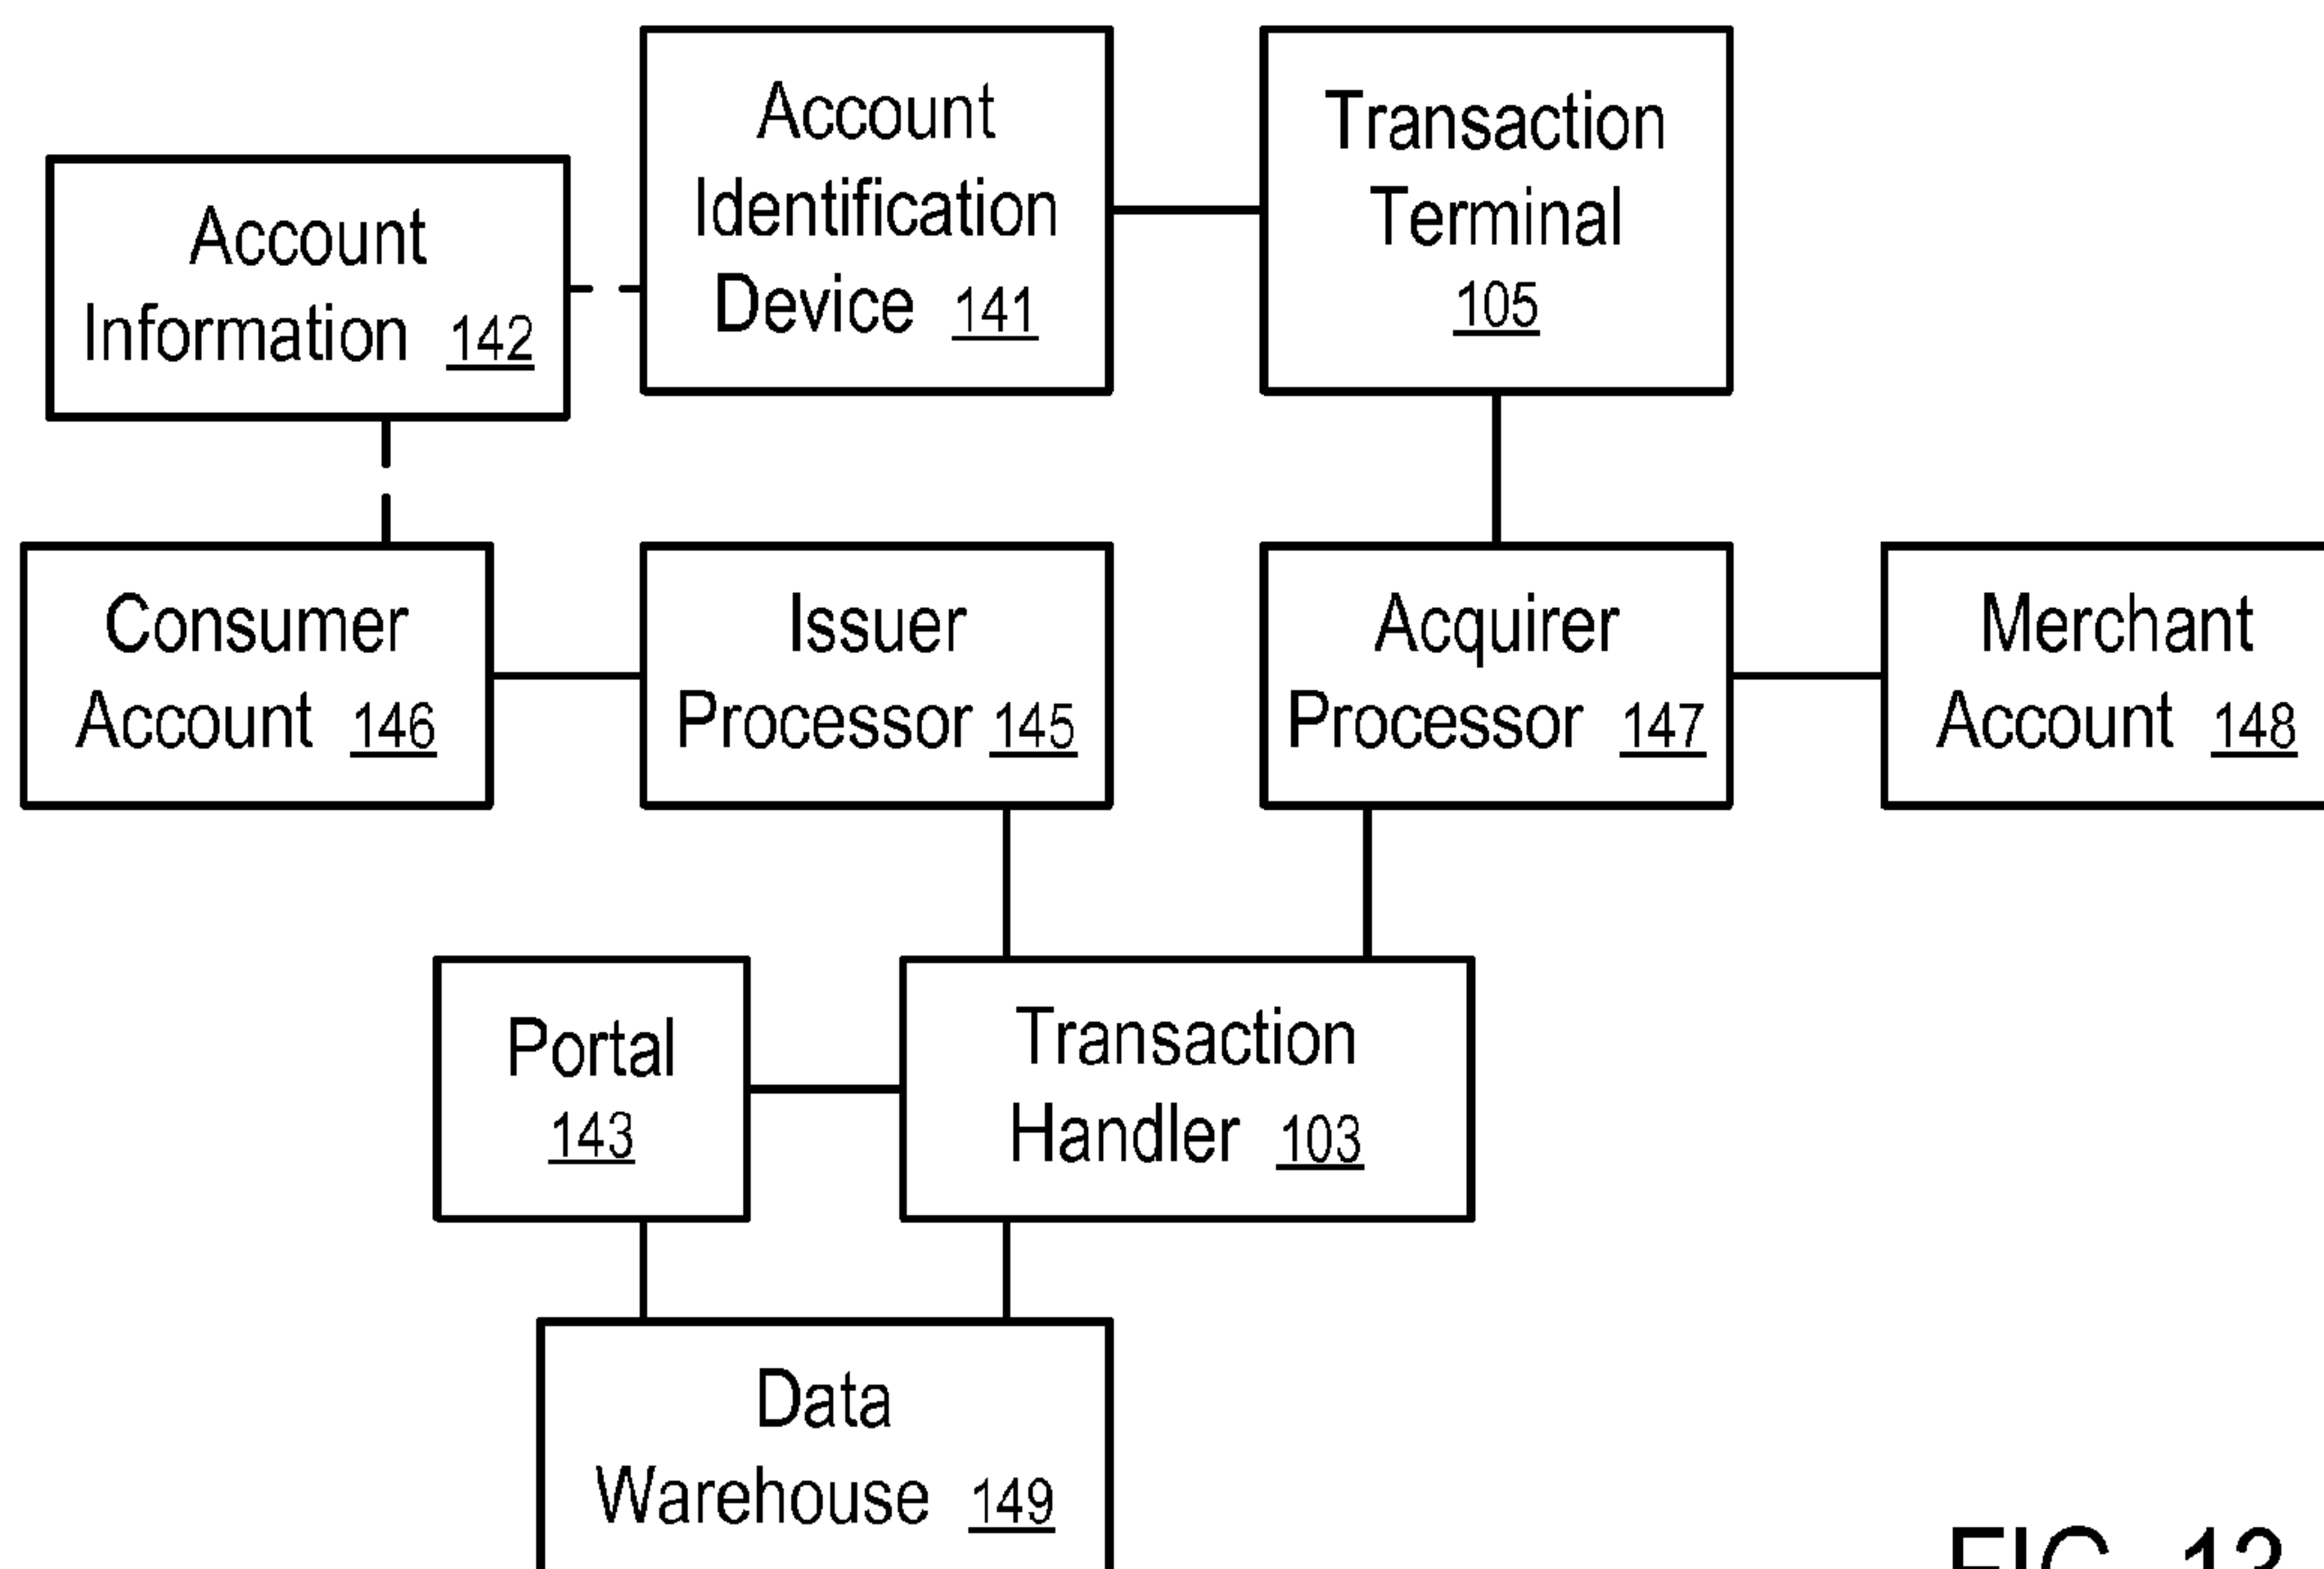 Account
Identification
Device 141
Transaction
Terminal
105
Account
Information 142
Consumer
Account 146
Issuer
Processor 145
Acquirer
Processor 147
Merchant
Account 148
Portal
143
Transaction
Handler 103
Data
Warehouse 149
FIG.